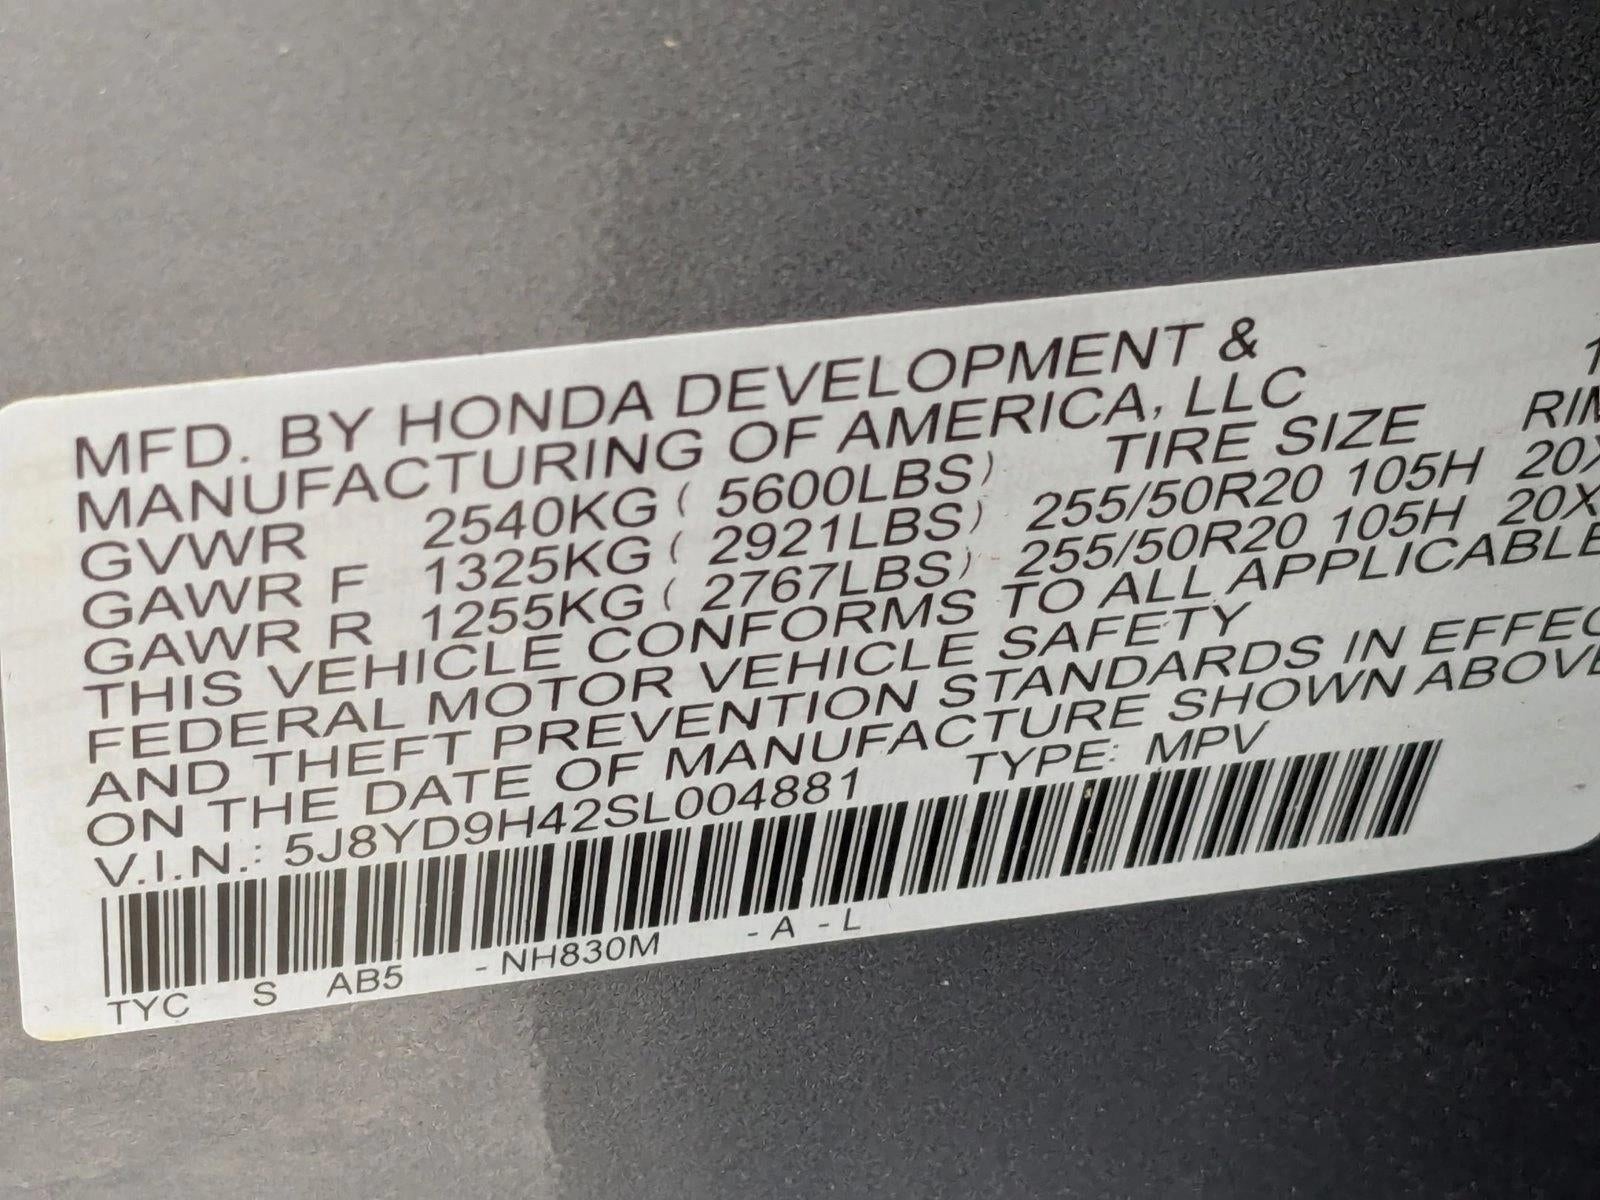 MFD. BY HONDA DEVELOPMENT &
MANUFACTURING OF AMERICA, LLC
GVWR 2540KG ( 5600LBS) TIRE SIZE
GAWR F 1325KG ( 2921LBS) 255/50R20 105H
GAWR R 1255KG ( 2767LBS) 255/50R20 105H
THIS VEHICLE CONFORMS TO ALL APPLICABLE
FEDERAL MOTOR VEHICLE SAFETY
AND THEFT PREVENTION STANDARDS IN
ON THE DATE OF MANUFACTURE SHOWN ABOVE
V.I.N.: 5J8YD9H42SL004881 TYPE: MPV
TYC S AB5 - NH830M - A - L